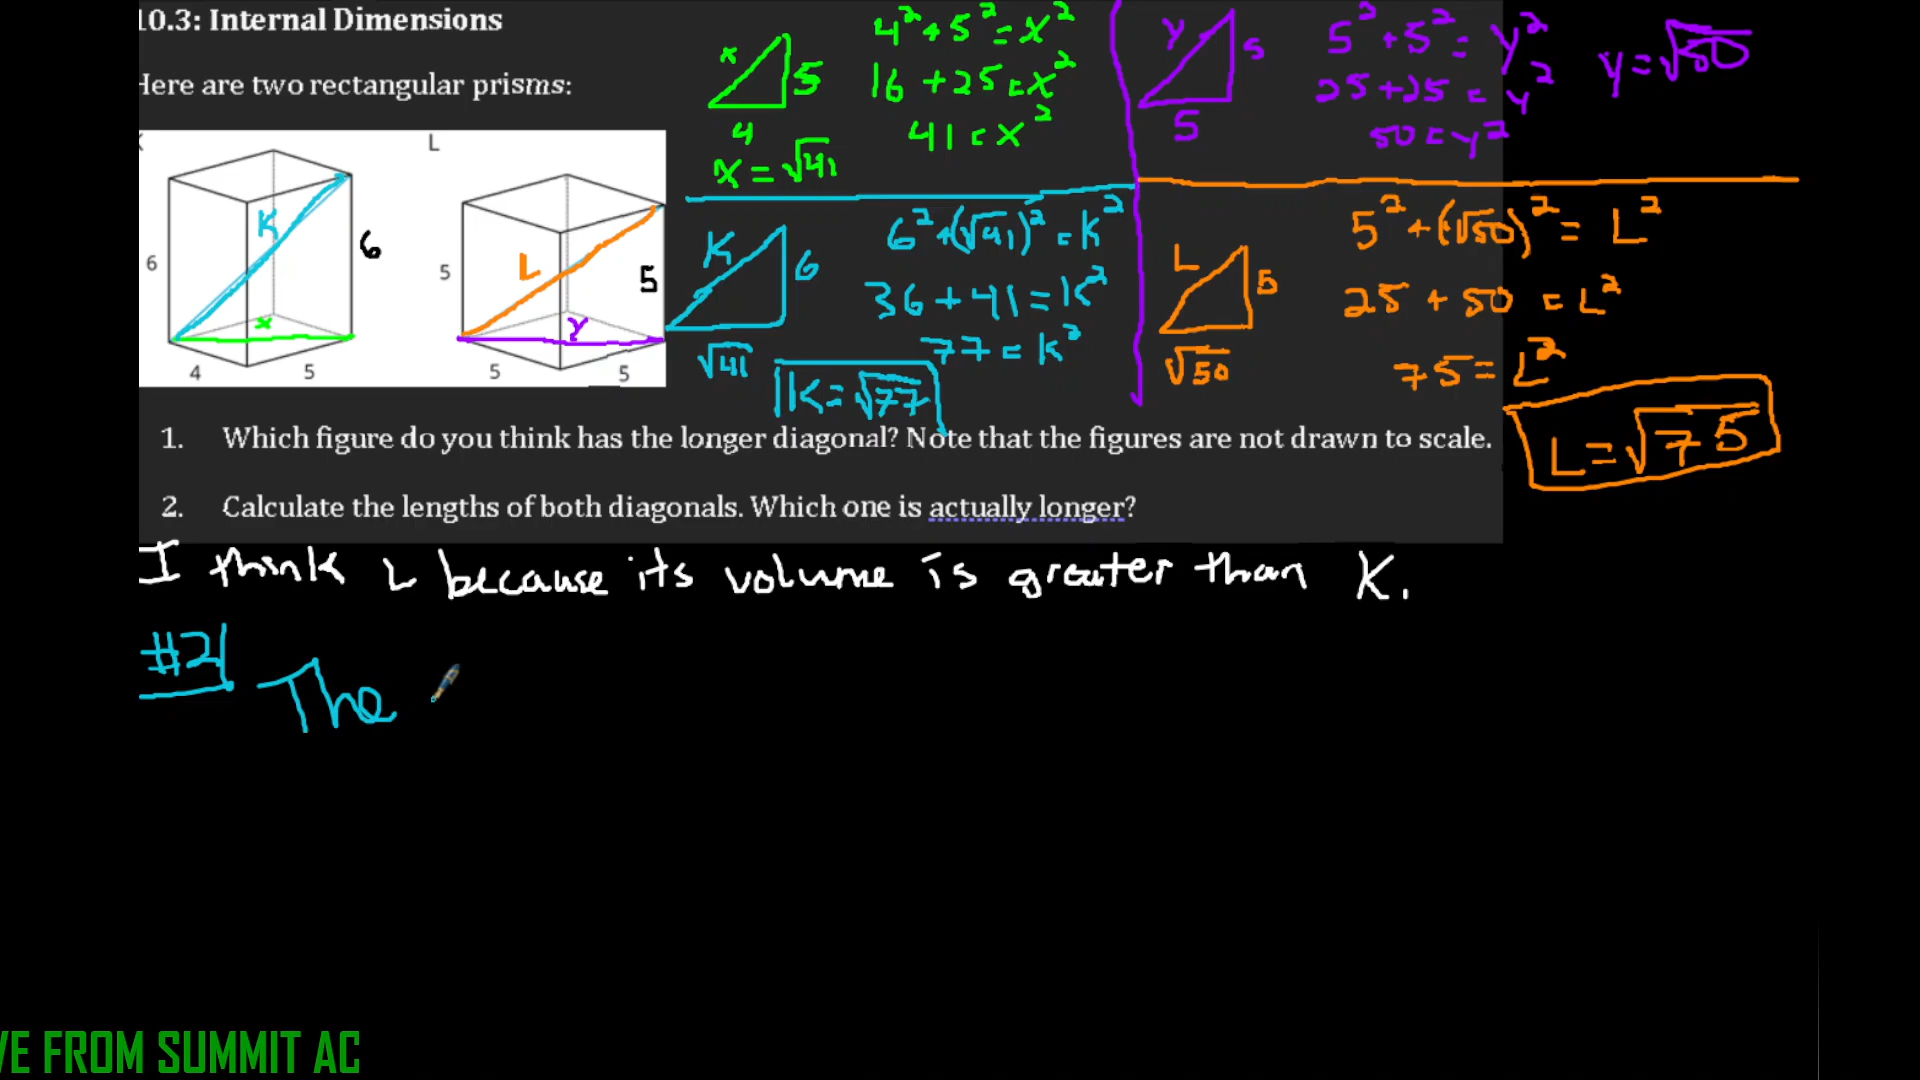 10.3: Internal Dimensions
Here are two rectangular prisms:
K
L
6
K
6
x
4
5
5
L
5
y
5
5
x
5
4
4² + 5² = x²
16 + 25 = x²
41 = x²
x = √41
y
5
5
5² + 5² = y²
25 + 25 = y²
50 = y²
y = √50
K
6
√41
6² + (√41)² = K²
36 + 41 = K²
77 = K²
K = √77
L
5
√50
5² + (√50)² = L²
25 + 50 = L²
75 = L²
L = √75
1. Which figure do you think has the longer diagonal? Note that the figures are not drawn to scale.
2. Calculate the lengths of both diagonals. Which one is actually longer?
I think L because its volume is greater than K.
#2
The
VE FROM SUMMIT AC